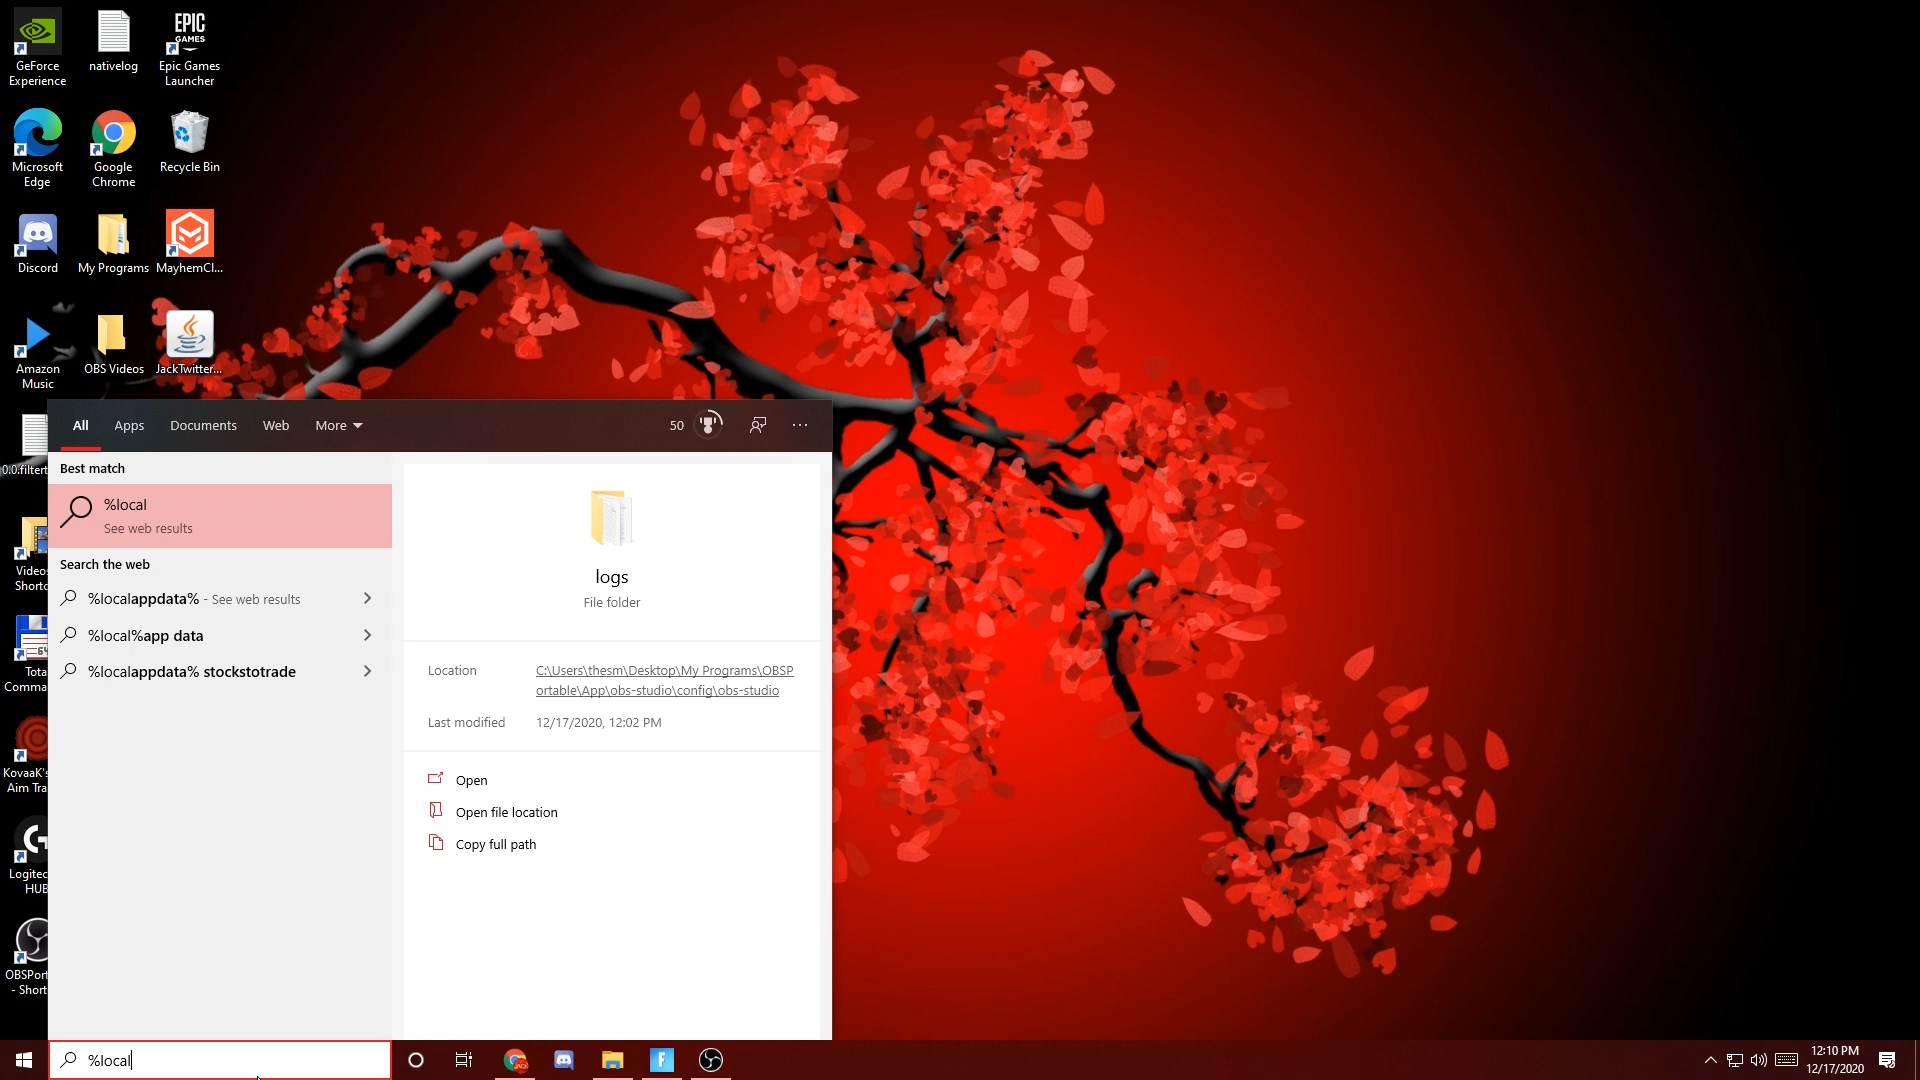 GeForce
Experience
nativelog
EPIC
GAMES
Epic Games
Launcher
Microsoft
Edge
Google
Chrome
Recycle Bin
Discord
My Programs
MayhemCl...
Amazon
Music
OBS Videos
JackTwitter...
0.0.filtert
Videos
Shortc
64
Tota
Comma
KovaaK's
Aim Tra
Logitec
HUB
OBSPort
- Short
All
Apps
Documents
Web
More
50
Best match
%local
See web results
Search the web
%localappdata% - See web results
%local%app data
%localappdata% stockstotrade
logs
File folder
Location
C:\Users\thesm\Desktop\My Programs\OBSP
ortable\App\obs-studio\config\obs-studio
Last modified
12/17/2020, 12:02 PM
Open
Open file location
Copy full path
%local
12:10 PM
12/17/2020